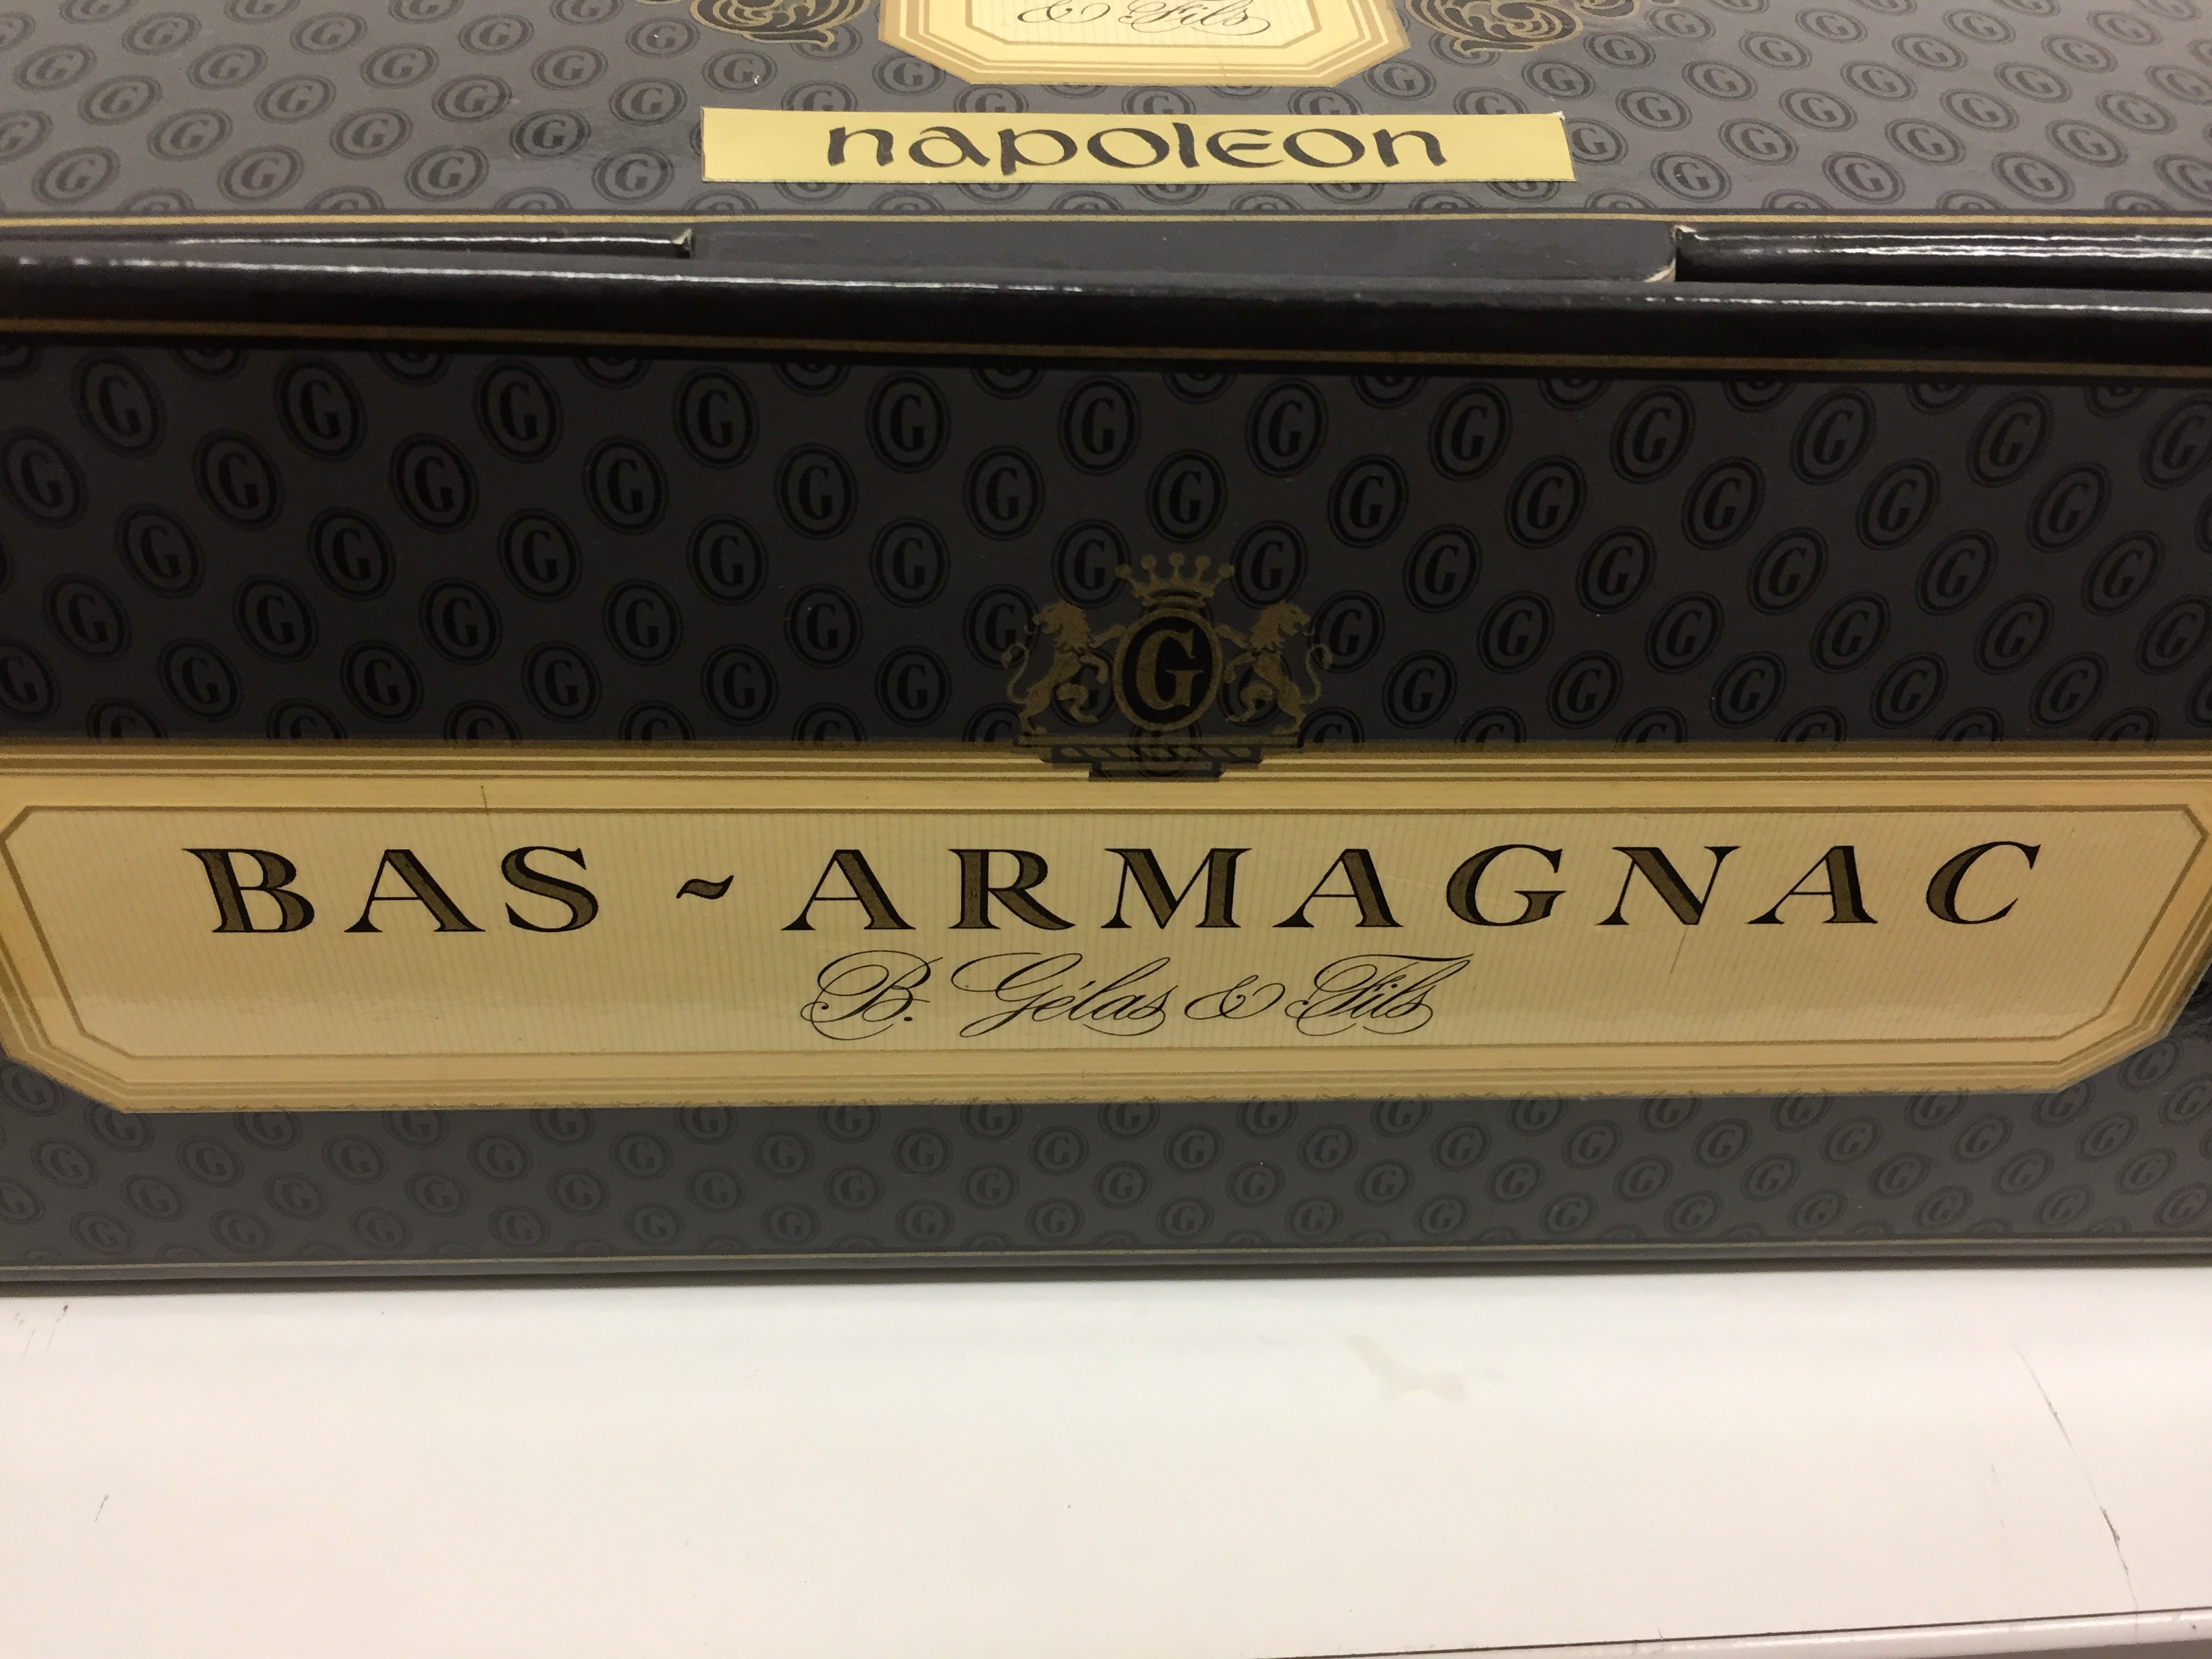 & Fils
napoleon
G
BAS ~ ARMAGNAC
B. Gélas & Fils